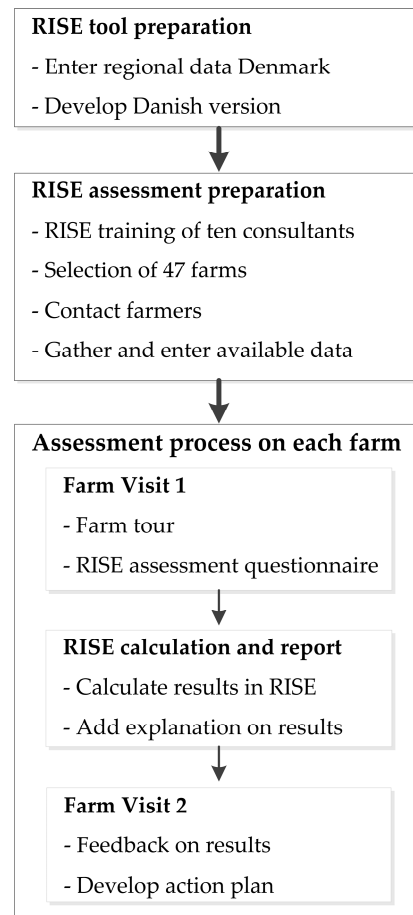 RISE tool preparation
- Enter regional data Denmark
- Develop Danish version
RISE assessment preparation
- RISE training of ten consultants
- Selection of 47 farms
- Contact farmers
- Gather and enter available data
Assessment process on each farm
Farm Visit 1
- Farm tour
- RISE assessment questionnaire
RISE calculation and report
- Calculate results in RISE
- Add explanation on results
Farm Visit 2
- Feedback on results
- Develop action plan